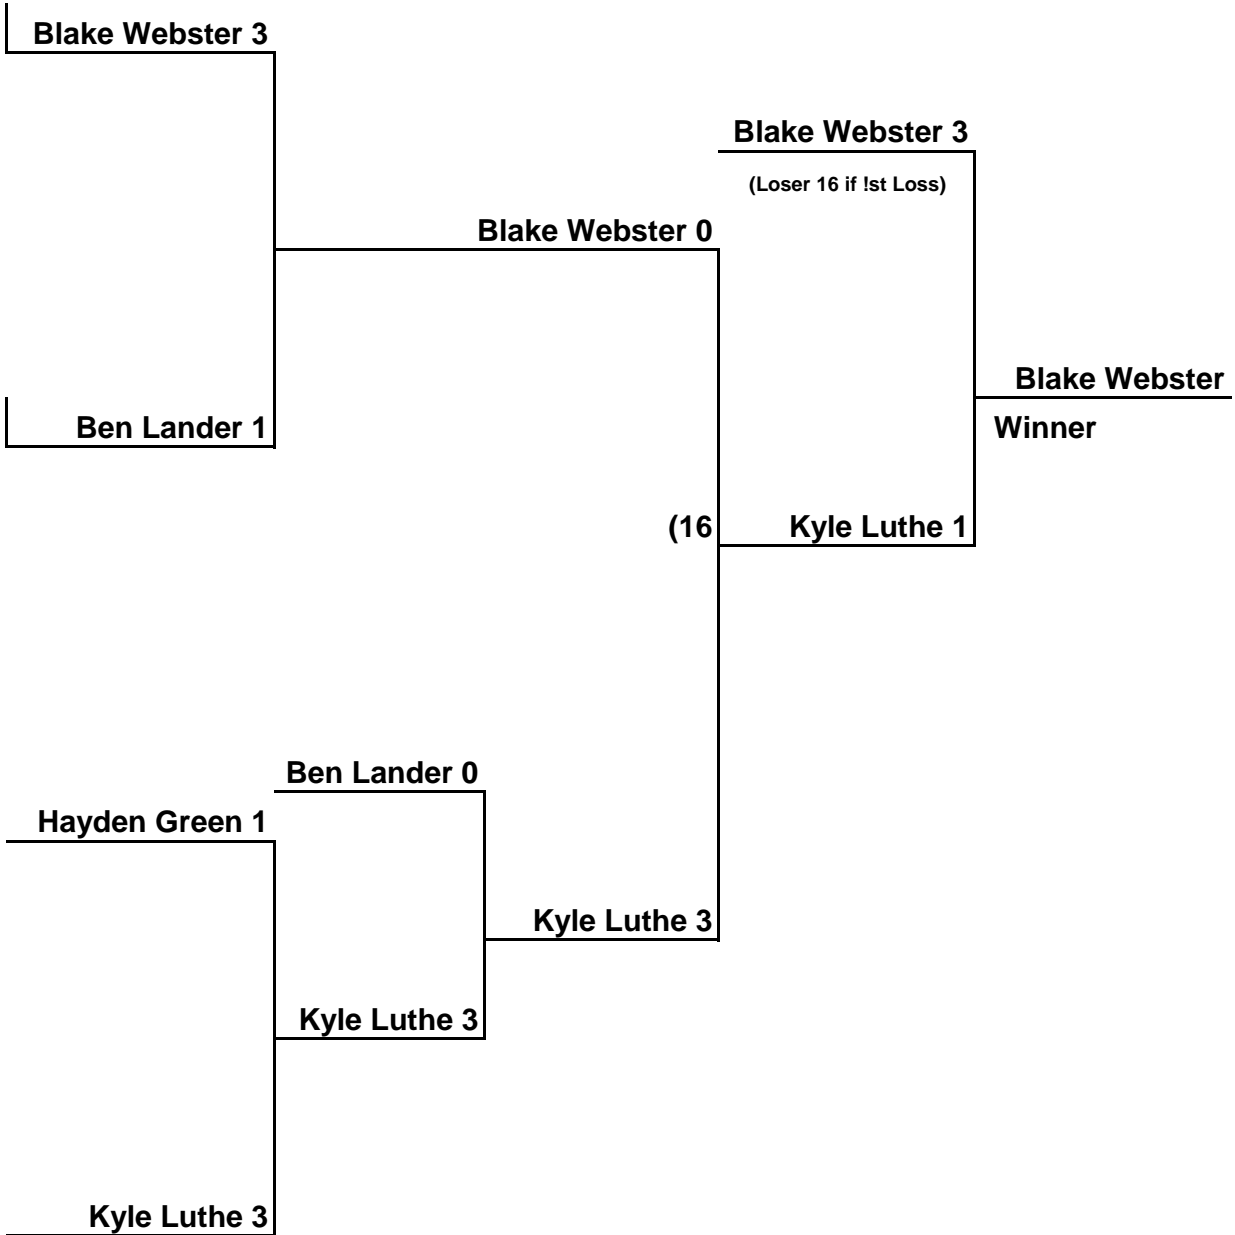 Blake Webster 3
Blake Webster 3
(Loser 16 if !st Loss)
Blake Webster 0
Blake Webster
Ben Lander 1
Winner
(16
Kyle Luthe 1
Ben Lander 0
Hayden Green 1
Kyle Luthe 3
Kyle Luthe 3
Kyle Luthe 3